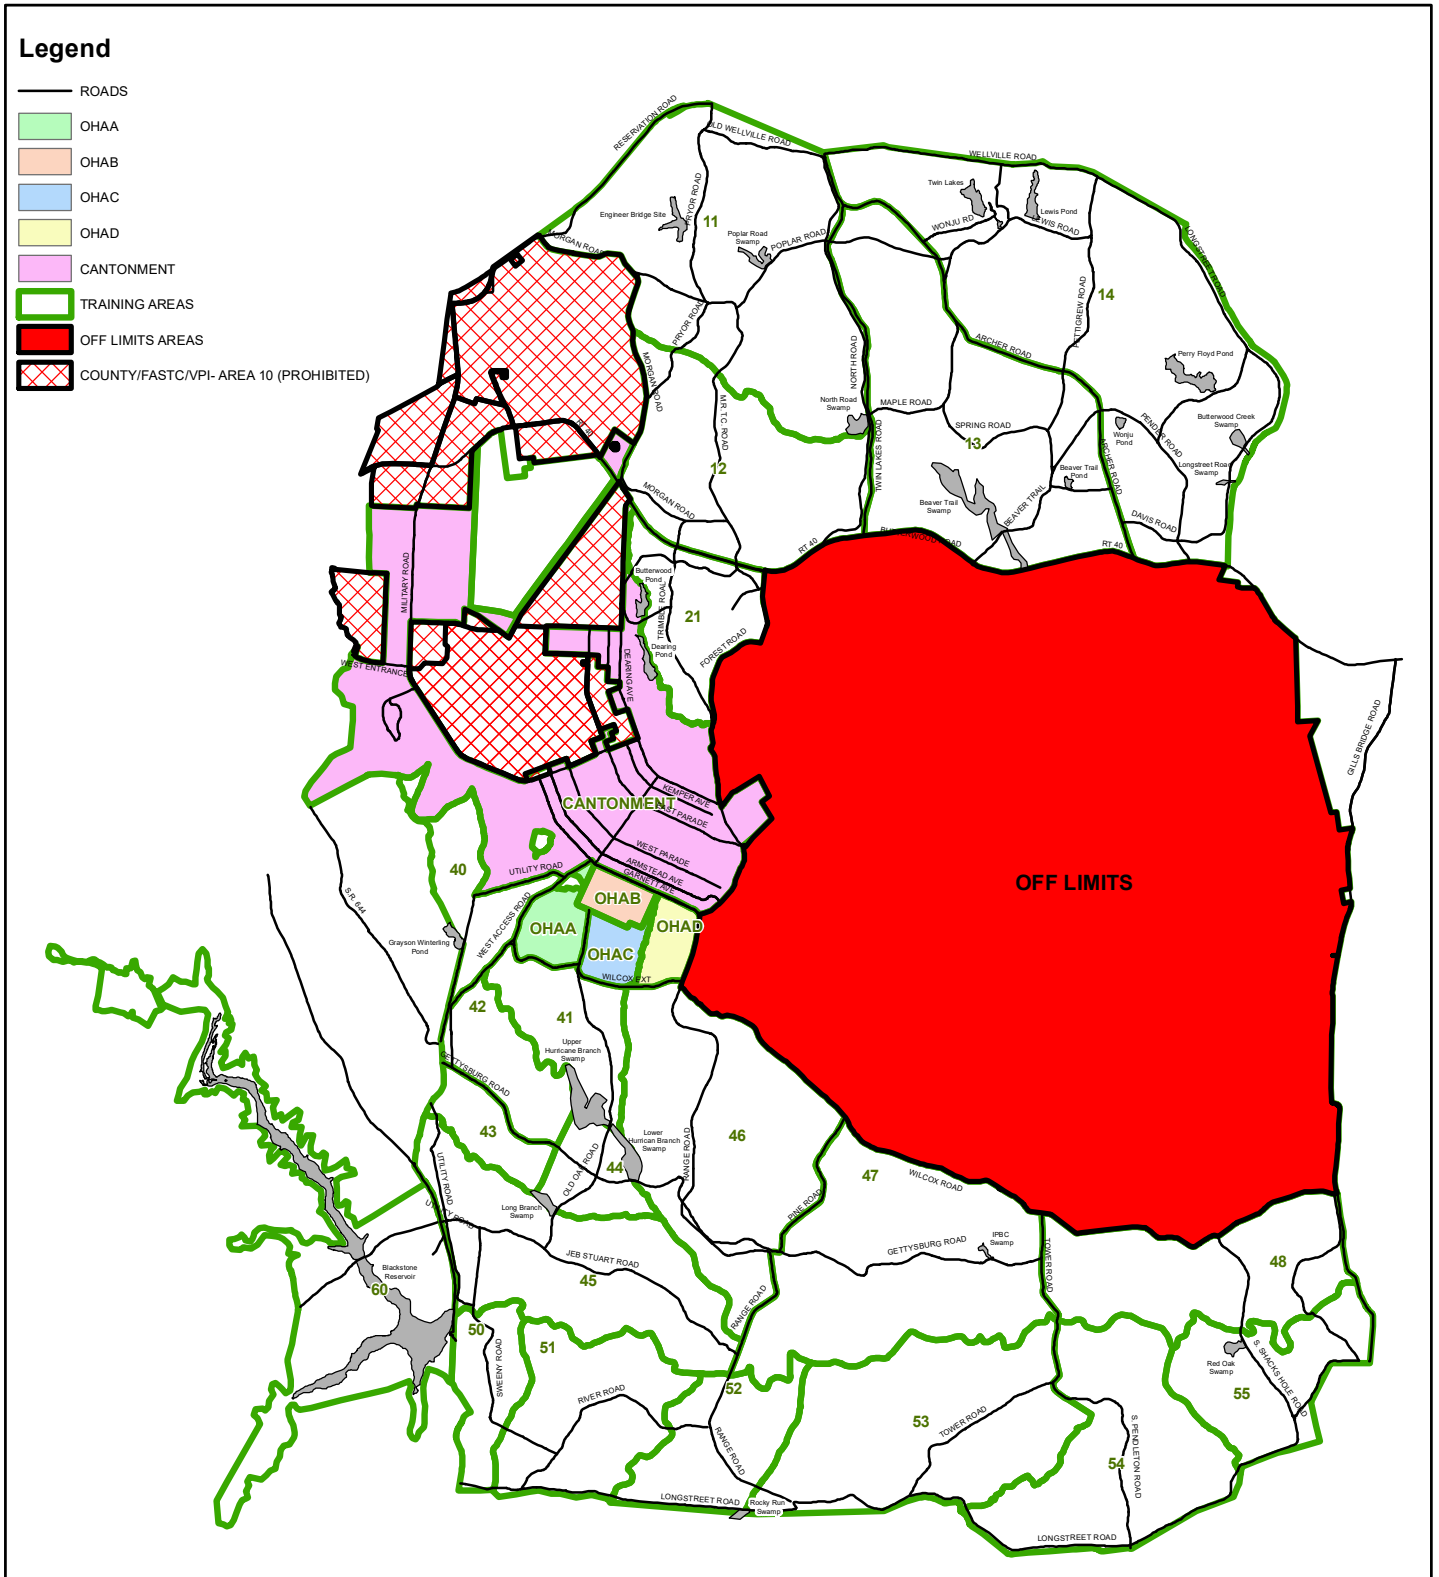 Legend
ROADS
OHAA
OHAB
OHAC
OHAD
CANTONMENT
TRAINING AREAS
OFF LIMITS AREAS
COUNTY/FASTC/VPI- AREA 10 (PROHIBITED)
RESERVATION ROAD
OLD WELLVILLE ROAD
WELLVILLE ROAD
Twin Lakes
Lewis Pond
Engineer Bridge Site
PRYOR ROAD
11
Poplar Road
Swamp
POPLAR ROAD
WONJU RD
LEWIS ROAD
LONGSTREET ROAD
MORGAN ROAD
14
PETTIGREW ROAD
PRYOR ROAD
NORTH ROAD
ARCHER ROAD
MORGAN ROAD
Perry Floyd Pond
M.R.T.C. ROAD
North Road
Swamp
MAPLE ROAD
Butterwood Creek
Swamp
RT 40
SPRING ROAD
PENDER ROAD
Wonju
Pond
13
TWIN LAKES ROAD
12
ARCHER ROAD
Beaver Trail
Pond
Longstreet Road
Swamp
MORGAN ROAD
Beaver Trail
Swamp
BEAVER TRAIL
DAVIS ROAD
RT 40
BUTTERWOOD ROAD
RT 40
MILITARY ROAD
Butterwood
Pond
TRIMBLE ROAD
21
Dearing
Pond
FOREST ROAD
WEST ENTRANCE
DEARING AVE
GILLS BRIDGE ROAD
KEMPER AVE
CANTONMENT
EAST PARADE
WEST PARADE
ARMSTEAD AVE
GARNETT AVE
40
UTILITY ROAD
OFF LIMITS
S.R. 644
OHAB
WEST ACCESS ROAD
OHAA
OHAD
Grayson Winterling
Pond
OHAC
WILCOX EXT
42
41
Upper
Hurricane Branch
Swamp
GETTYSBURG ROAD
43
Lower
Hurrican Branch
Swamp
46
RANGE ROAD
UTILITY ROAD
OLD OAK ROAD
44
47
WILCOX ROAD
Long Branch
Swamp
PINE ROAD
UTILITY ROAD
IPBC
Swamp
GETTYSBURG ROAD
JEB STUART ROAD
TOWER ROAD
48
Blackstone
Reservoir
60
45
RANGE ROAD
50
51
SWEENY ROAD
Red Oak
Swamp
S. SHACKS HOLE ROAD
52
55
RIVER ROAD
53
TOWER ROAD
RANGE ROAD
S. PENDLETON ROAD
54
LONGSTREET ROAD
Rocky Run
Swamp
LONGSTREET ROAD